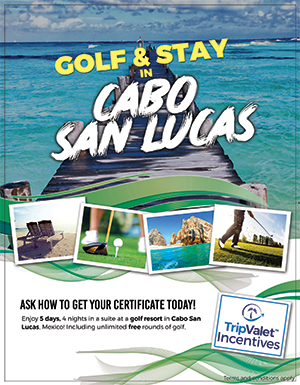 GOLF & STAY
IN
CABO
SAN LUCAS
ASK HOW TO GET YOUR CERTIFICATE TODAY!
Enjoy 5 days, 4 nights in a suite at a golf resort in Cabo San
Lucas, Mexico! Including unlimited free rounds of golf.
TripValet™
Incentives
Terms and conditions apply.